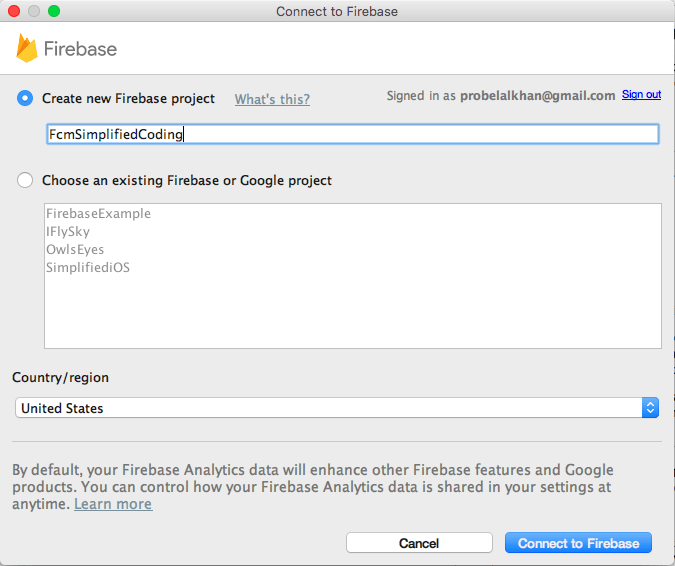 Connect to Firebase
Firebase
Create new Firebase project What's this? Signed in as probelalkhan@gmail.com Sign out
FcmSimplifiedCoding
Choose an existing Firebase or Google project
FirebaseExample
IFlySky
OwlsEyes
SimplifiediOS
Country/region
United States
By default, your Firebase Analytics data will enhance other Firebase features and Google
products. You can control how your Firebase Analytics data is shared in your settings at
anytime. Learn more
Cancel Connect to Firebase